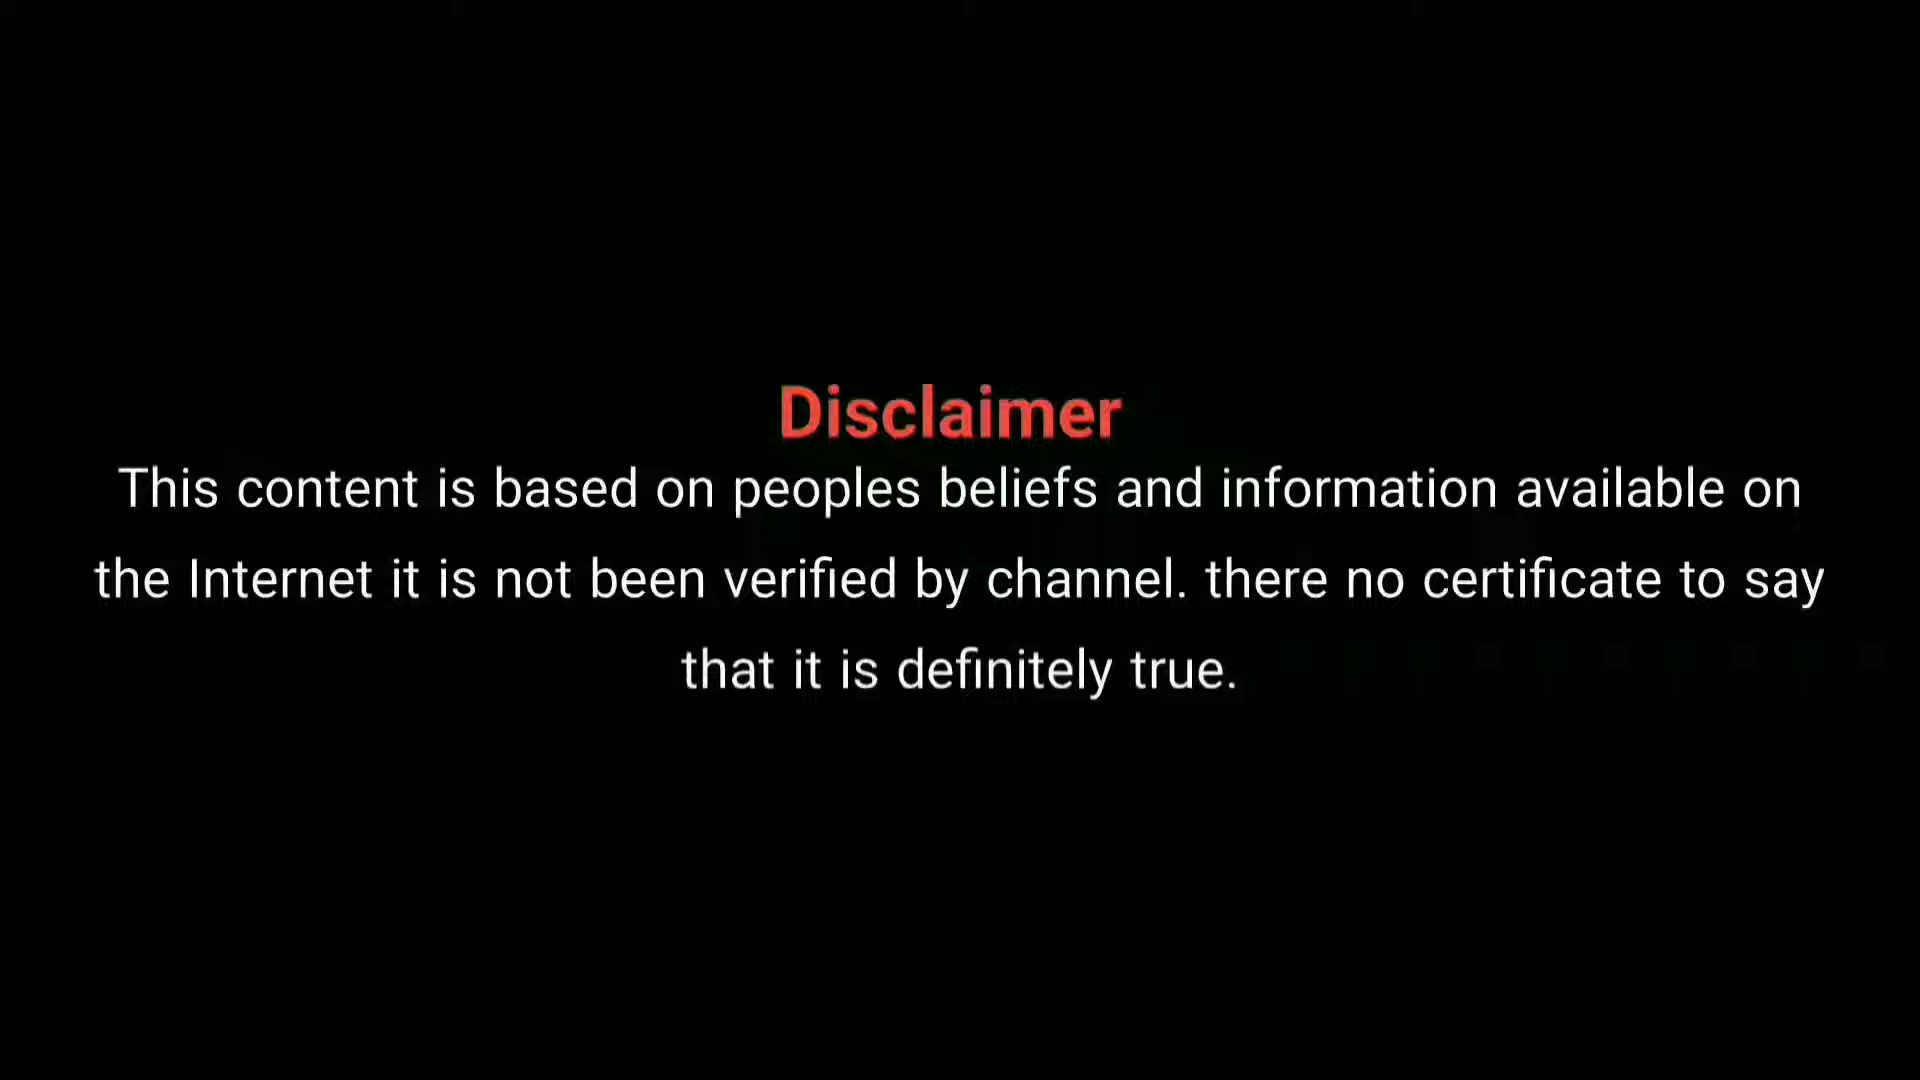 Disclaimer
This content is based on peoples beliefs and information available on
the Internet it is not been verified by channel. there no certificate to say
that it is definitely true.